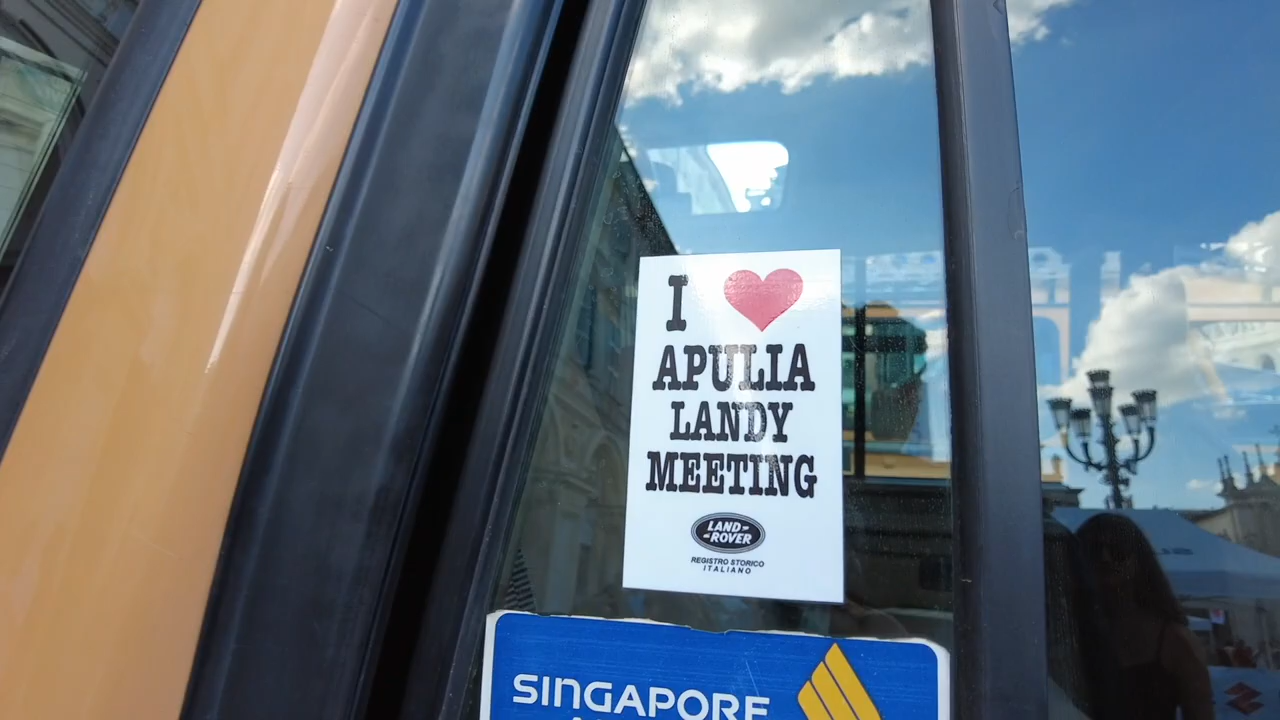 I ❤
APULIA
LANDY
MEETING
LAND-
-ROVER
REGISTRO STORICO
ITALIANO
SINGAPORE